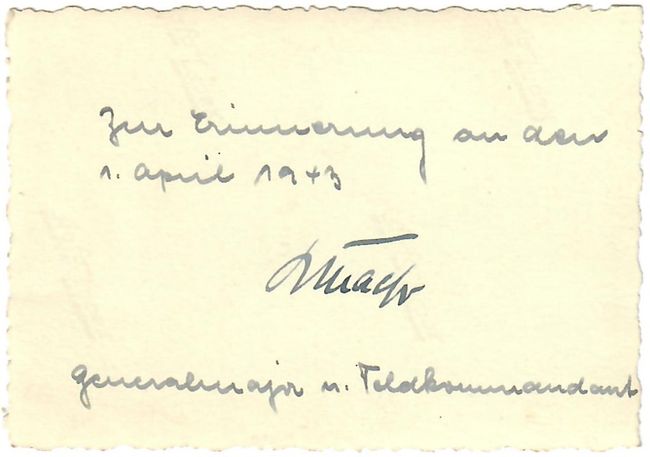 Zur Erinnerung an den
1. April 1943
Generalmajor u. Feldkommandant